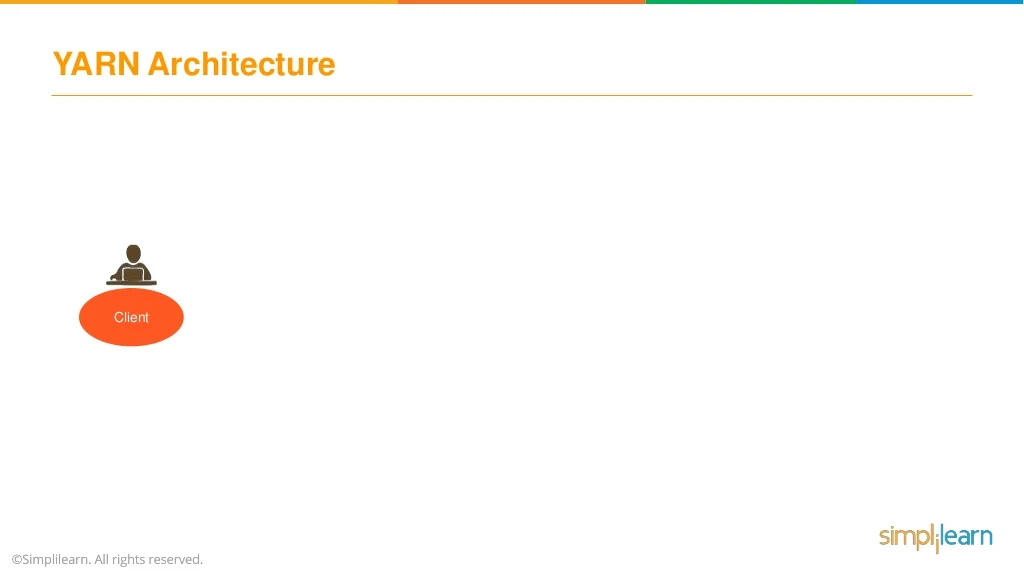 YARN Architecture
Client
simplilearn
©Simplilearn. All rights reserved.